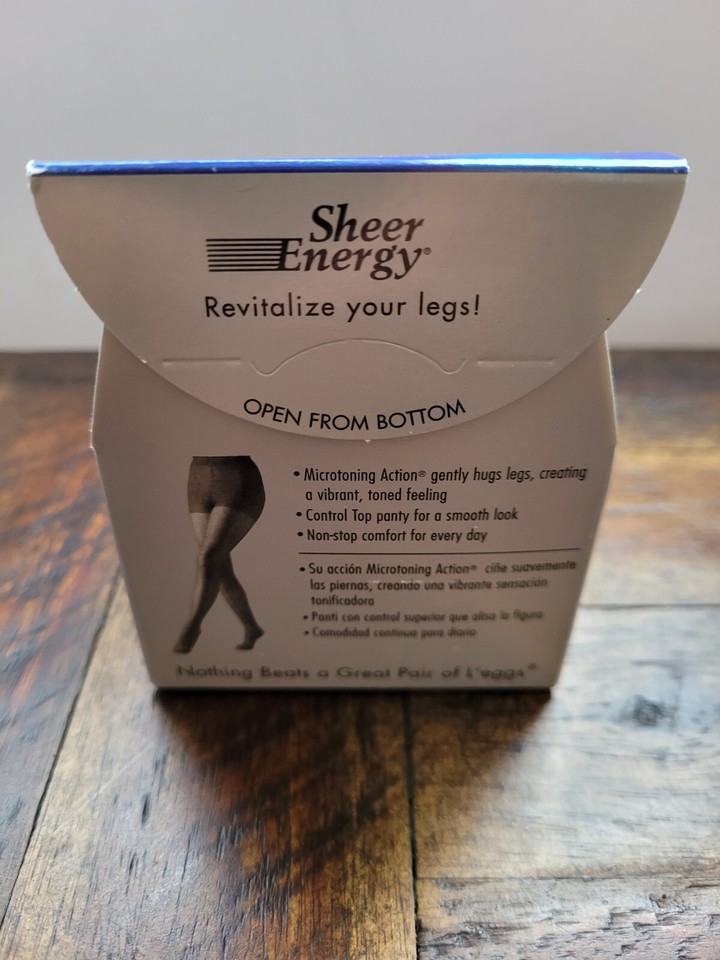 Sheer
Energy®
Revitalize your legs!
OPEN FROM BOTTOM
• Microtoning Action® gently hugs legs, creating
a vibrant, toned feeling
• Control Top panty for a smooth look
• Non-stop comfort for every day
• Su acción Microtoning Action® ciñe suavemente
las piernas, creando una vibrante sensación
tonificadora
• Panti con control superior que alisa la figura
• Comodidad continua para diario
Nothing Beats a Great Pair of L'eggs®